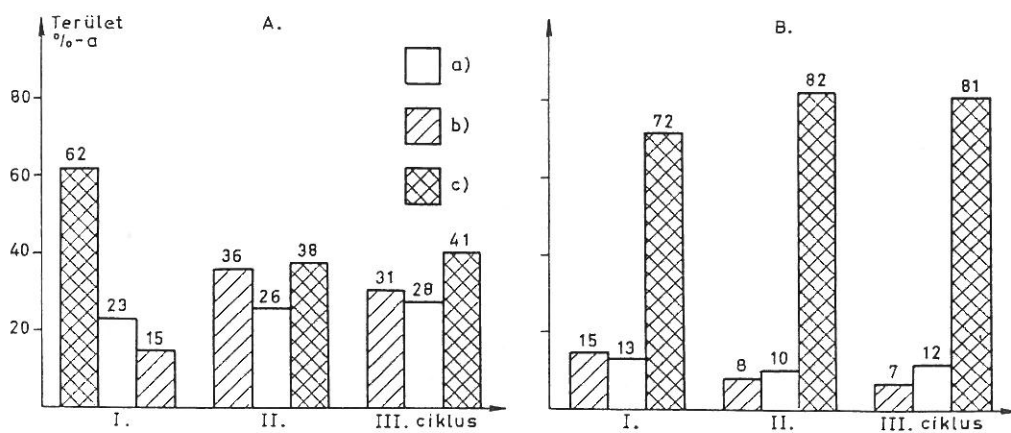 Terület
%-a
A.
a)
b)
c)
80
60
40
20
62
23
15
36
26
38
31
28
41
I.
II.
III. ciklus
B.
15
13
72
8
10
82
7
12
81
I.
II.
III. ciklus